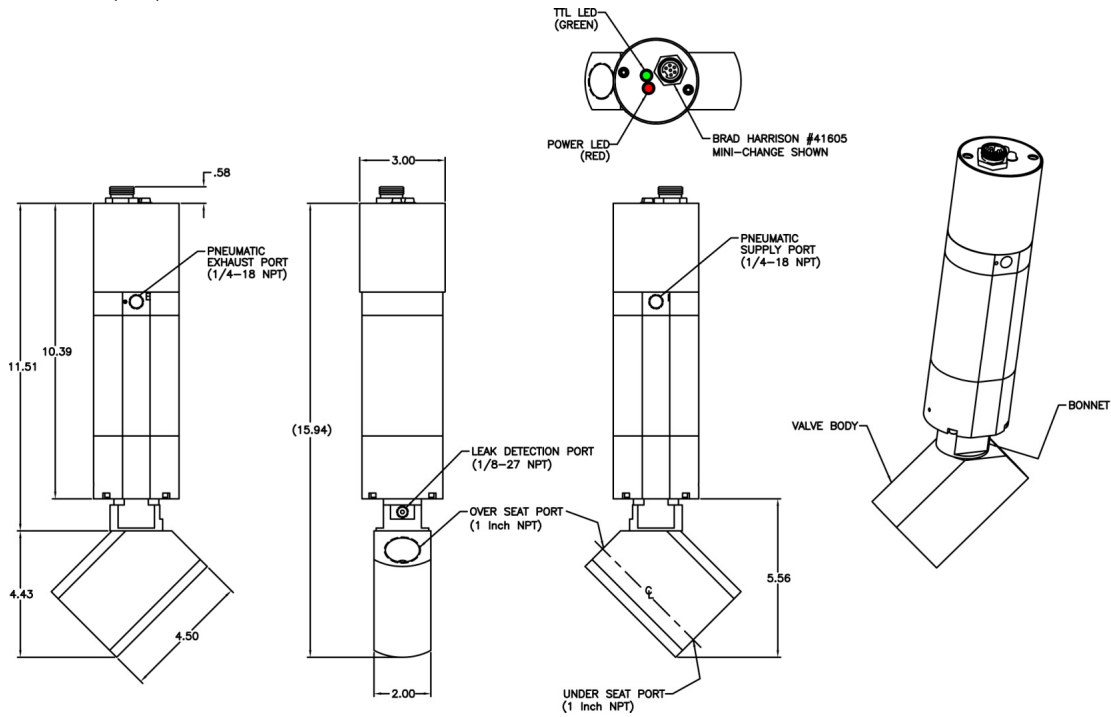 TTL LED
(GREEN)
POWER LED
(RED)
BRAD HARRISON #41605
MINI-CHANGE SHOWN
.58
3.00
PNEUMATIC
EXHAUST PORT
(1/4-18 NPT)
PNEUMATIC
SUPPLY PORT
(1/4-18 NPT)
10.39
11.51
(15.94)
LEAK DETECTION PORT
(1/8-27 NPT)
OVER SEAT PORT
(1 Inch NPT)
VALVE BODY
BONNET
4.43
4.50
2.00
℄
5.56
UNDER SEAT PORT
(1 Inch NPT)